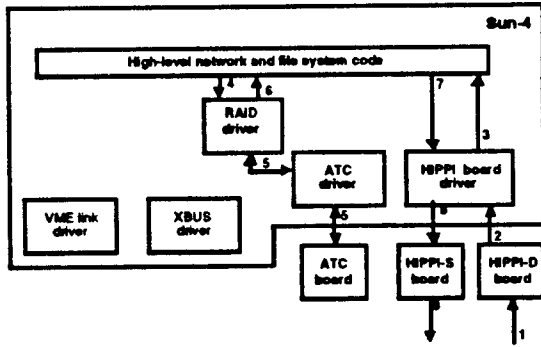 Sun-4
High-level network and file system code
4
6
7
3
RAID
driver
5
ATC
driver
HIPPI board
driver
VME link
driver
XBUS
driver
5
8
2
ATC
board
HIPPI-S
board
HIPPI-D
board
1